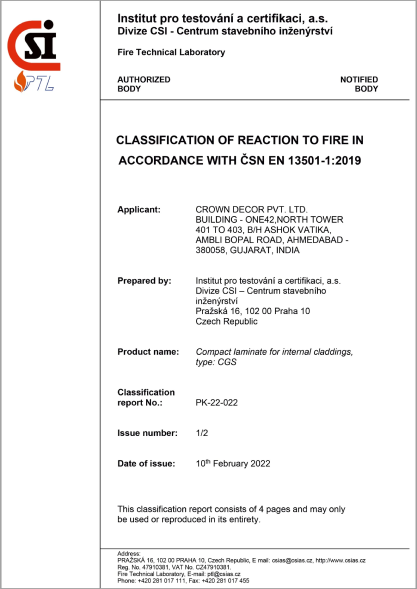 CSI
PTL
Institut pro testování a certifikaci, a.s.
Divize CSI - Centrum stavebního inženýrství
Fire Technical Laboratory
AUTHORIZED
BODY
NOTIFIED
BODY
CLASSIFICATION OF REACTION TO FIRE IN
ACCORDANCE WITH ČSN EN 13501-1:2019
Applicant:
CROWN DECOR PVT. LTD.
BUILDING - ONE42,NORTH TOWER
401 TO 403, B/H ASHOK VATIKA,
AMBLI BOPAL ROAD, AHMEDABAD -
380058, GUJARAT, INDIA
Prepared by:
Institut pro testování a certifikaci, a.s.
Divize CSI – Centrum stavebního
inženýrství
Pražská 16, 102 00 Praha 10
Czech Republic
Product name:
Compact laminate for internal claddings,
type: CGS
Classification
report No.:
PK-22-022
Issue number:
1/2
Date of issue:
10th February 2022
This classification report consists of 4 pages and may only
be used or reproduced in its entirety.
Address:
PRAŽSKÁ 16, 102 00 PRAHA 10, Czech Republic, E mail: csias@csias.cz, http://www.csias.cz
Reg. No. 47910381, VAT No. CZ47910381.
Fire Technical Laboratory, E-mail: ptl@csias.cz
Phone: +420 281 017 111, Fax: +420 281 017 455